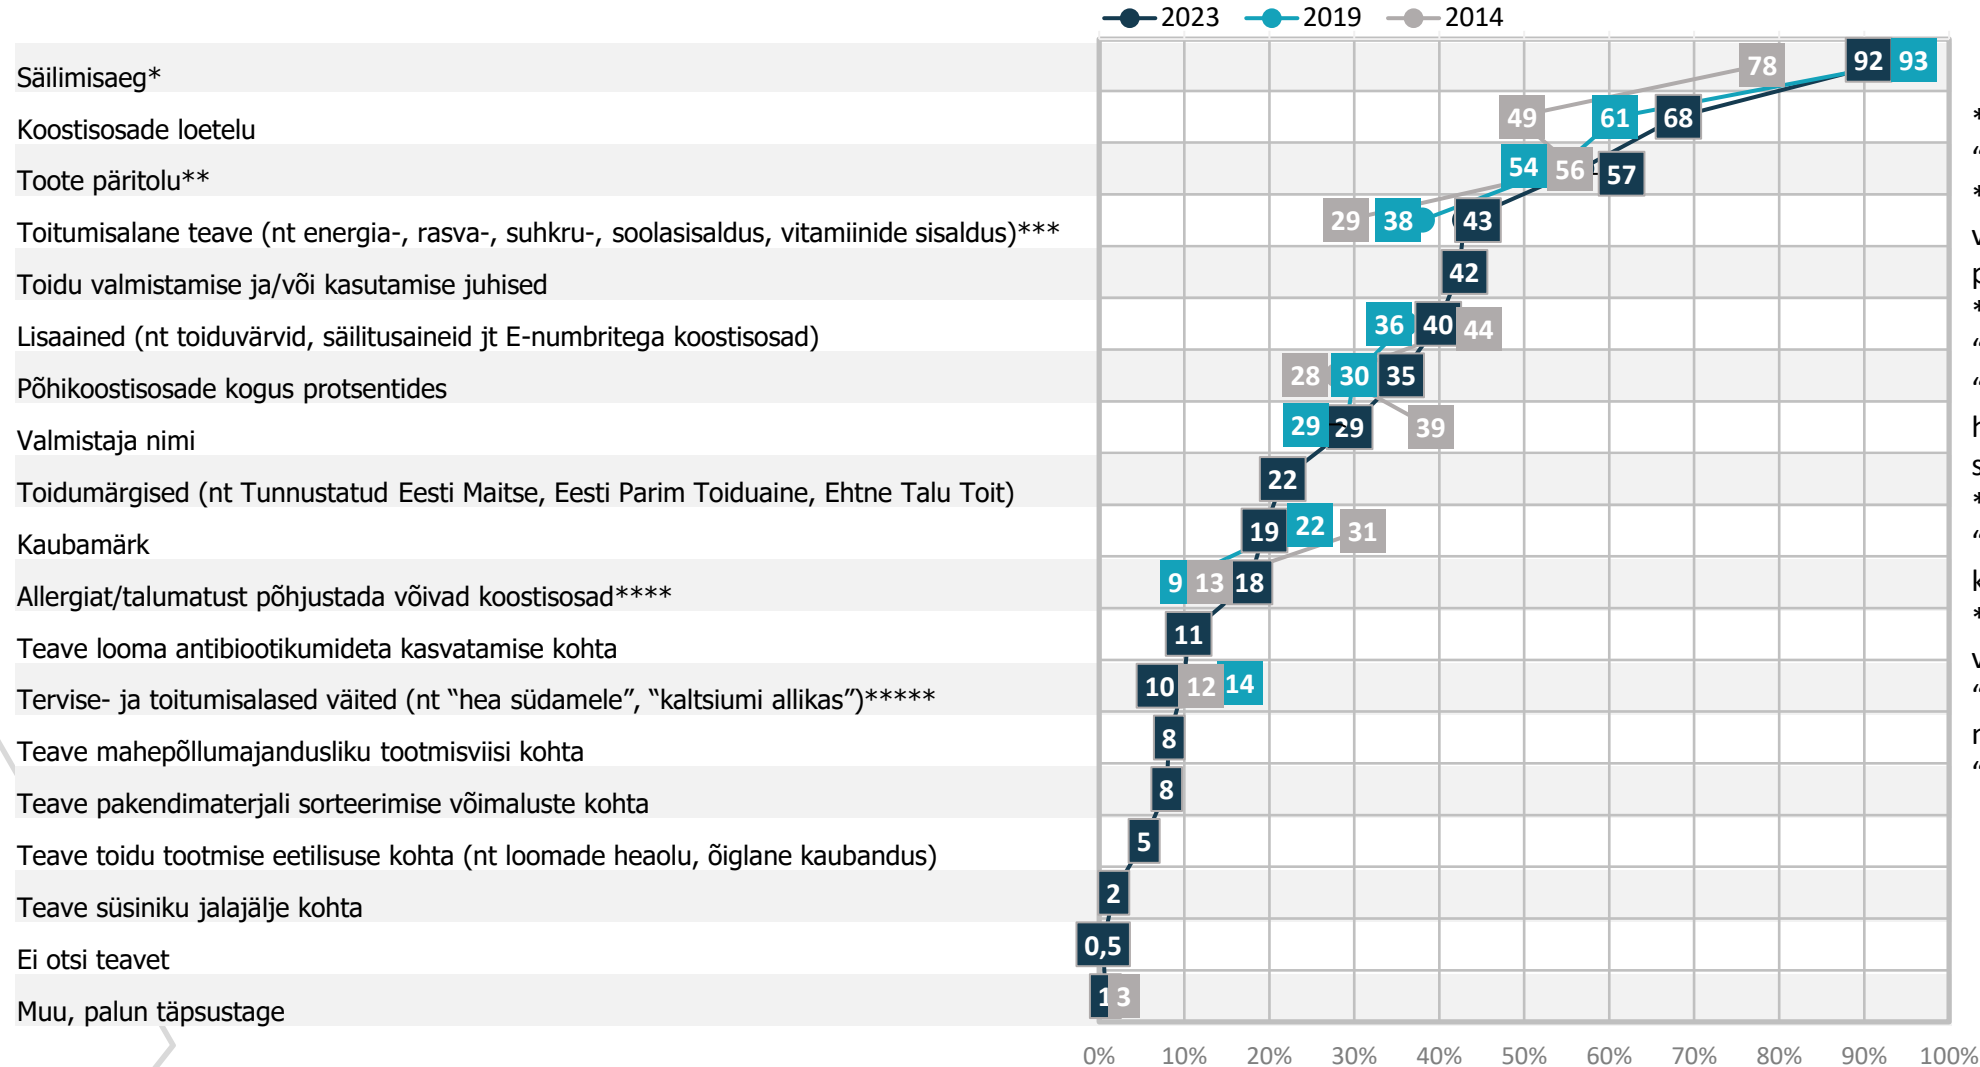 2023 2019 2014
Säilimisaeg* 78 92 93
Koostisosade loetelu 49 61 68
Toote päritolu** 54 56 57
Toitumisalane teave (nt energia-, rasva-, suhkru-, soolasisaldus, vitamiinide sisaldus)*** 29 38 43
Toidu valmistamise ja/või kasutamise juhised 42
Lisaained (nt toiduvärvid, säilitusaineid jt E-numbritega koostisosad) 36 40 44
Põhikoostisosade kogus protsentides 28 30 35
Valmistaja nimi 29 29 39
Toidumärgised (nt Tunnustatud Eesti Maitse, Eesti Parim Toiduaine, Ehtne Talu Toit) 22
Kaubamärk 19 22 31
Allergiat/talumatust põhjustada võivad koostisosad**** 9 13 18
Teave looma antibiootikumideta kasvatamise kohta 11
Tervise- ja toitumisalased väited (nt “hea südamele”, “kaltsiumi allikas”)***** 10 12 14
Teave mahepõllumajandusliku tootmisviisi kohta 8
Teave pakendimaterjali sorteerimise võimaluste kohta 8
Teave toidu tootmise eetilisuse kohta (nt loomade heaolu, õiglane kaubandus) 5
Teave süsiniku jalajälje kohta 2
Ei otsi teavet 0,5
Muu, palun täpsustage 1 3
0% 10% 20% 30% 40% 50% 60% 70% 80% 90% 100%